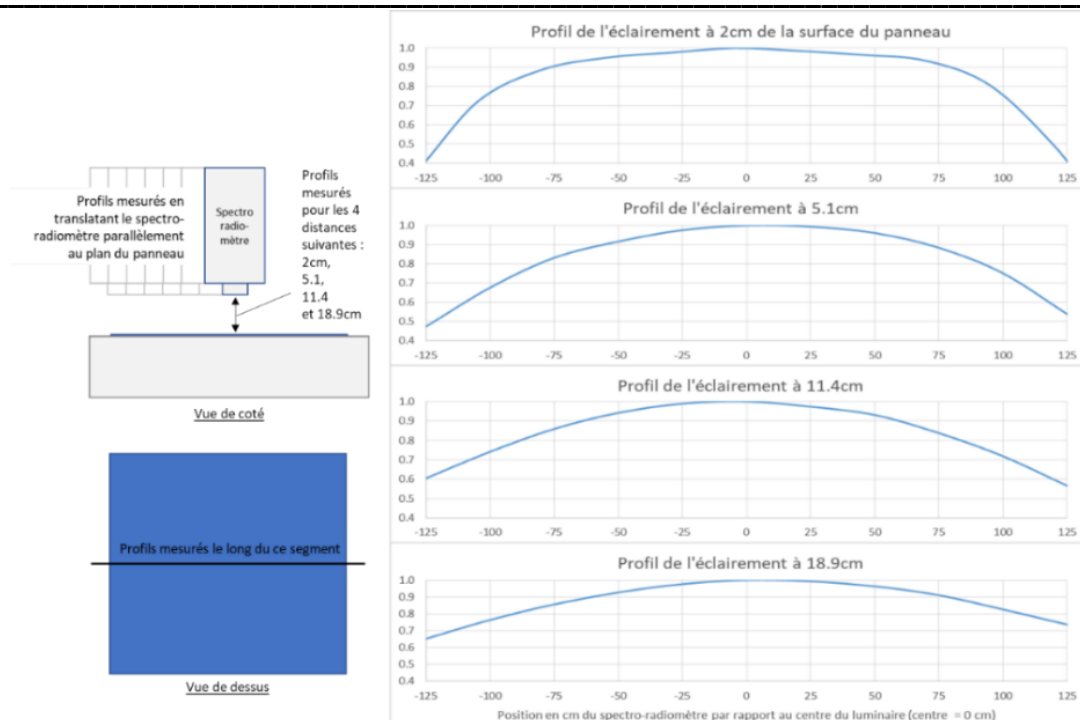 Profils mesurés en
translatant le spectro-
radiomètre parallèlement
au plan du panneau
Spectro
radio-
mètre
Profils
mesurés
pour les 4
distances
suivantes :
2cm,
5.1,
11.4
et 18.9cm
Vue de coté
Profils mesurés le long du ce segment
Vue de dessus
Profil de l'éclairement à 2cm de la surface du panneau
1.0
0.9
0.8
0.7
0.6
0.5
0.4
-125 -100 -75 -50 -25 0 25 50 75 100 125
Profil de l'éclairement à 5.1cm
1.0
0.9
0.8
0.7
0.6
0.5
0.4
-125 -100 -75 -50 -25 0 25 50 75 100 125
Profil de l'éclairement à 11.4cm
1.0
0.9
0.8
0.7
0.6
0.5
0.4
-125 -100 -75 -50 -25 0 25 50 75 100 125
Profil de l'éclairement à 18.9cm
1.0
0.9
0.8
0.7
0.6
0.5
0.4
-125 -100 -75 -50 -25 0 25 50 75 100 125
Position en cm du spectro-radiomètre par rapport au centre du luminaire (centre = 0 cm)